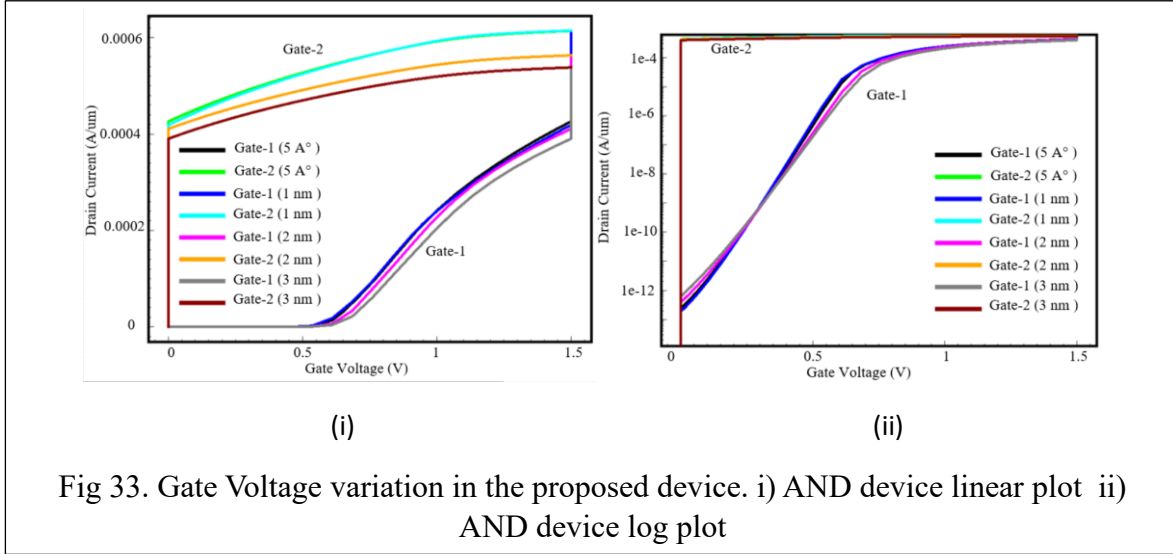 0.0006
Gate-2
0.0004
Gate-1 (5 A° )
Gate-2 (5 A° )
Gate-1 (1 nm )
0.0002
Gate-2 (1 nm )
Gate-1 (2 nm )
Gate-2 (2 nm )
Gate-1 (3 nm )
Gate-2 (3 nm )
Gate-1
0
0 0.5 1 1.5
Gate Voltage (V)
Drain Current (A/um)
(i)
Gate-2
1e-4
Gate-1
1e-6
1e-8
1e-10
1e-12
Gate-1 (5 A° )
Gate-2 (5 A° )
Gate-1 (1 nm )
Gate-2 (1 nm )
Gate-1 (2 nm )
Gate-2 (2 nm )
Gate-1 (3 nm )
Gate-2 (3 nm )
0 0.5 1 1.5
Gate Voltage (V)
Drain Current (A/um)
(ii)
Fig 33. Gate Voltage variation in the proposed device. i) AND device linear plot ii)
AND device log plot